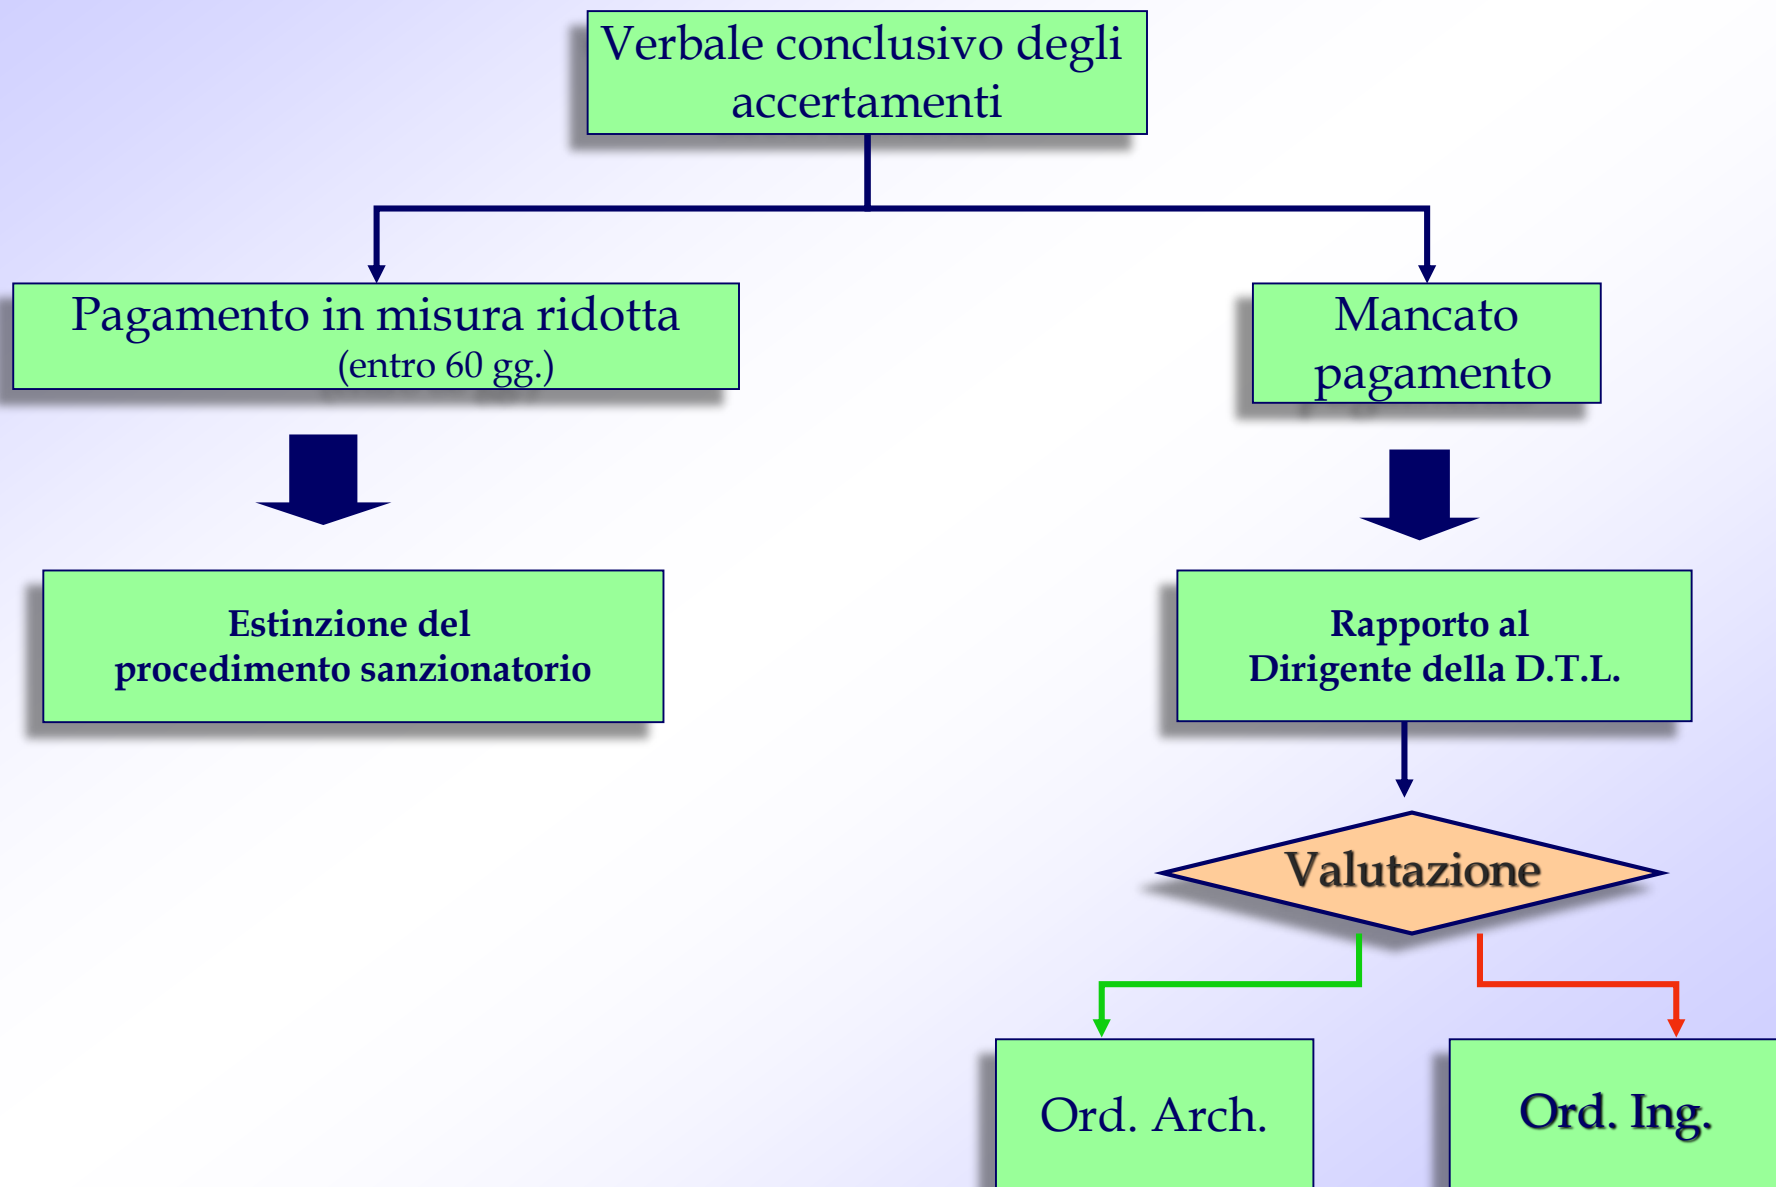 Verbale conclusivo degli
accertamenti
Pagamento in misura ridotta
(entro 60 gg.)
Mancato
pagamento
Estinzione del
procedimento sanzionatorio
Rapporto al
Dirigente della D.T.L.
Valutazione
Ord. Arch.
Ord. Ing.